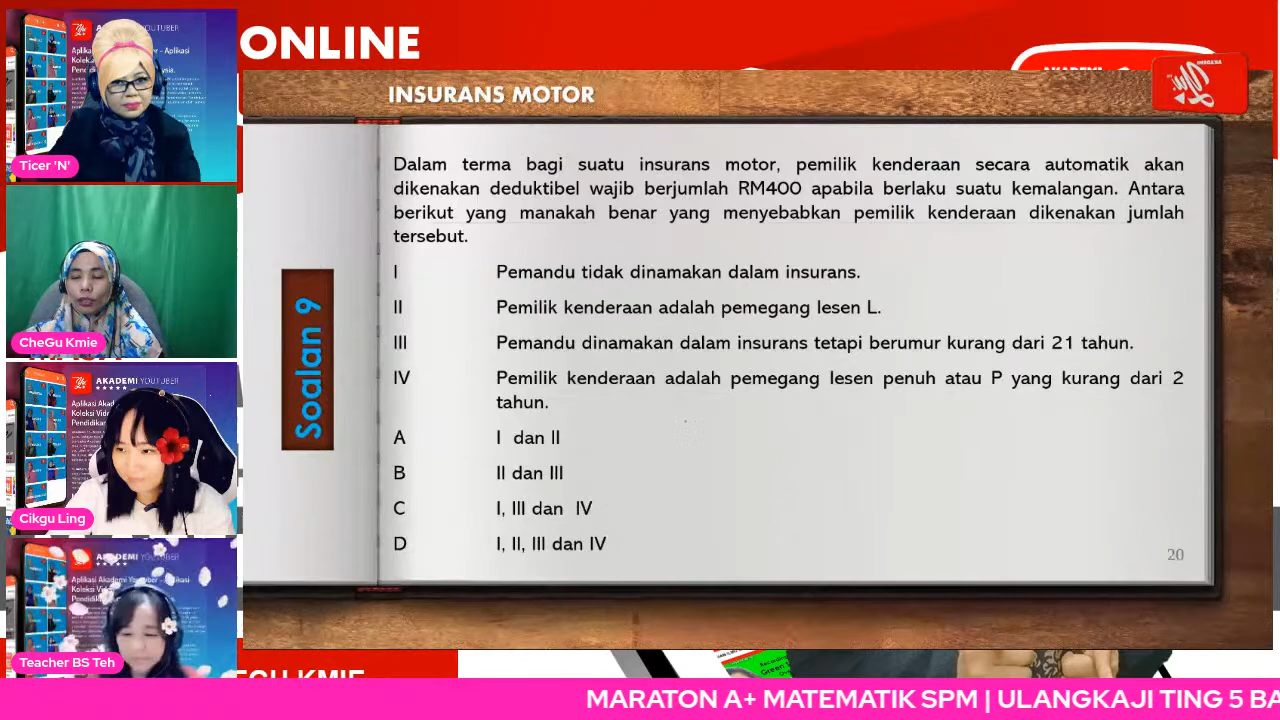 ONLINE
INSURANS MOTOR
Dalam terma bagi suatu insurans motor, pemilik kenderaan secara automatik akan
dikenakan deduktibel wajib berjumlah RM400 apabila berlaku suatu kemalangan. Antara
berikut yang manakah benar yang menyebabkan pemilik kenderaan dikenakan jumlah
tersebut.
Soalan 9
I Pemandu tidak dinamakan dalam insurans.
II Pemilik kenderaan adalah pemegang lesen L.
III Pemandu dinamakan dalam insurans tetapi berumur kurang dari 21 tahun.
IV Pemilik kenderaan adalah pemegang lesen penuh atau P yang kurang dari 2
tahun.
A I dan II
B II dan III
C I, III dan IV
D I, II, III dan IV
20
Ticer 'N'
CheGu Kmie
AKADEMI YOUTUBER
Cikgu Ling
Teacher BS Teh
MARATON A+ MATEMATIK SPM | ULANGKAJI TING 5 BA